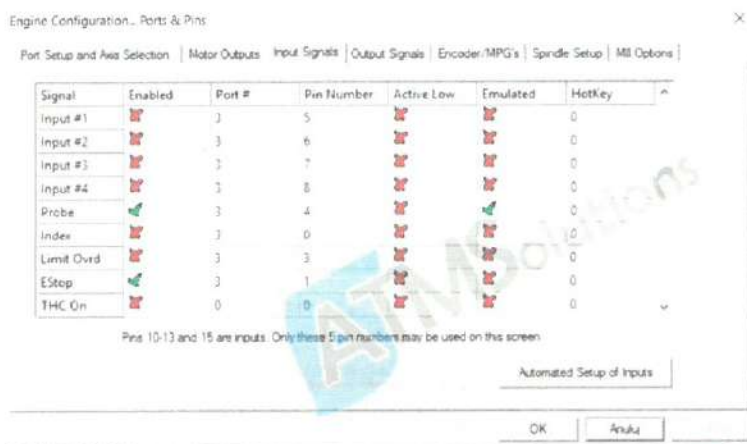 Engine Configuration... Ports & Pins
Port Setup and Axis Selection Motor Outputs Input Signals Output Signals Encoder/MPG's Spindle Setup Mill Options
Signal Enabled Port # Pin Number Active Low Emulated HotKey
Input #1 3 5 0
Input #2 3 6 0
Input #3 3 7 0
Input #4 3 8 0
Probe 3 4 0
Index 3 0 0
Limit Ovrd 3 3 0
EStop 3 1 0
THC On 0 0 0
Pins 10-13 and 15 are inputs. Only these 5 pin numbers may be used on this screen
Automated Setup of Inputs
OK Anuluj
ATMSolutions